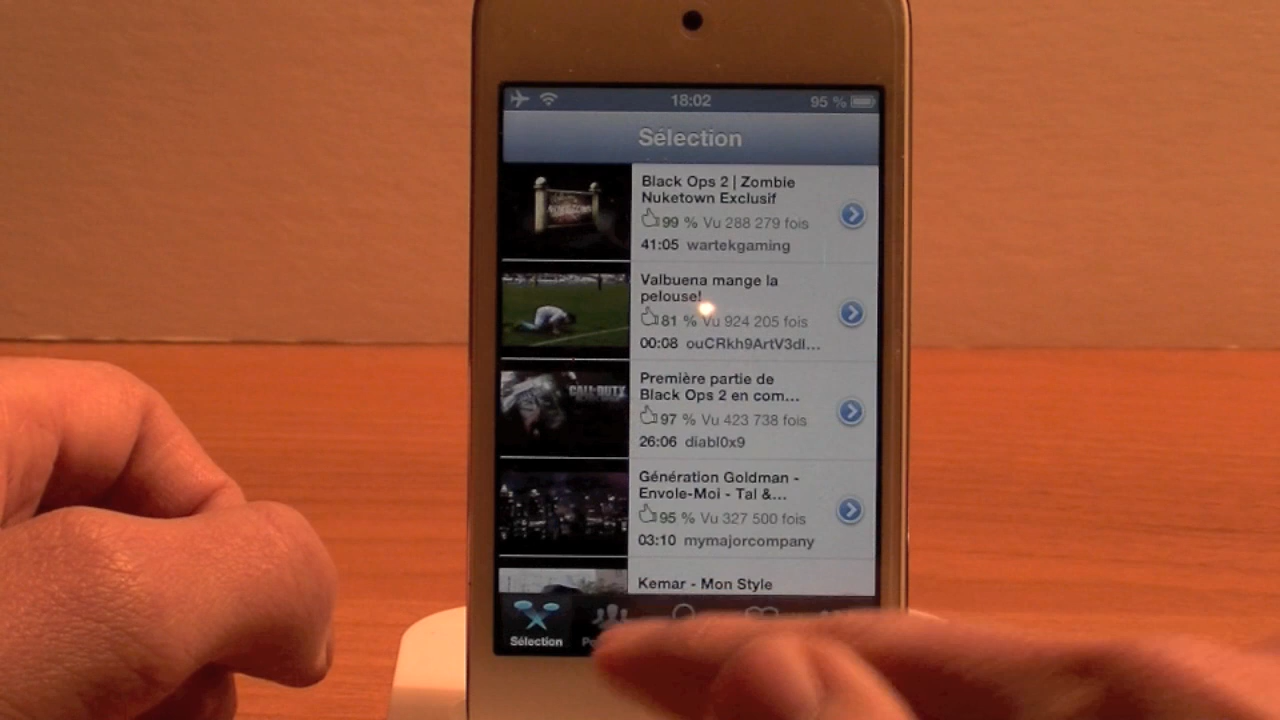 18:02
95 %
Sélection
Black Ops 2 | Zombie
Nuketown Exclusif
99 % Vu 288 279 fois
41:05 wartekgaming
Valbuena mange la
pelouse!
81 % Vu 924 205 fois
00:08 ouCRkh9ArtV3dl...
Première partie de
Black Ops 2 en com...
CALL OF DUTY
97 % Vu 423 738 fois
26:06 diabl0x9
Génération Goldman -
Envole-Moi - Tal &...
95 % Vu 327 500 fois
03:10 mymajorcompany
Kemar - Mon Style
Sélection